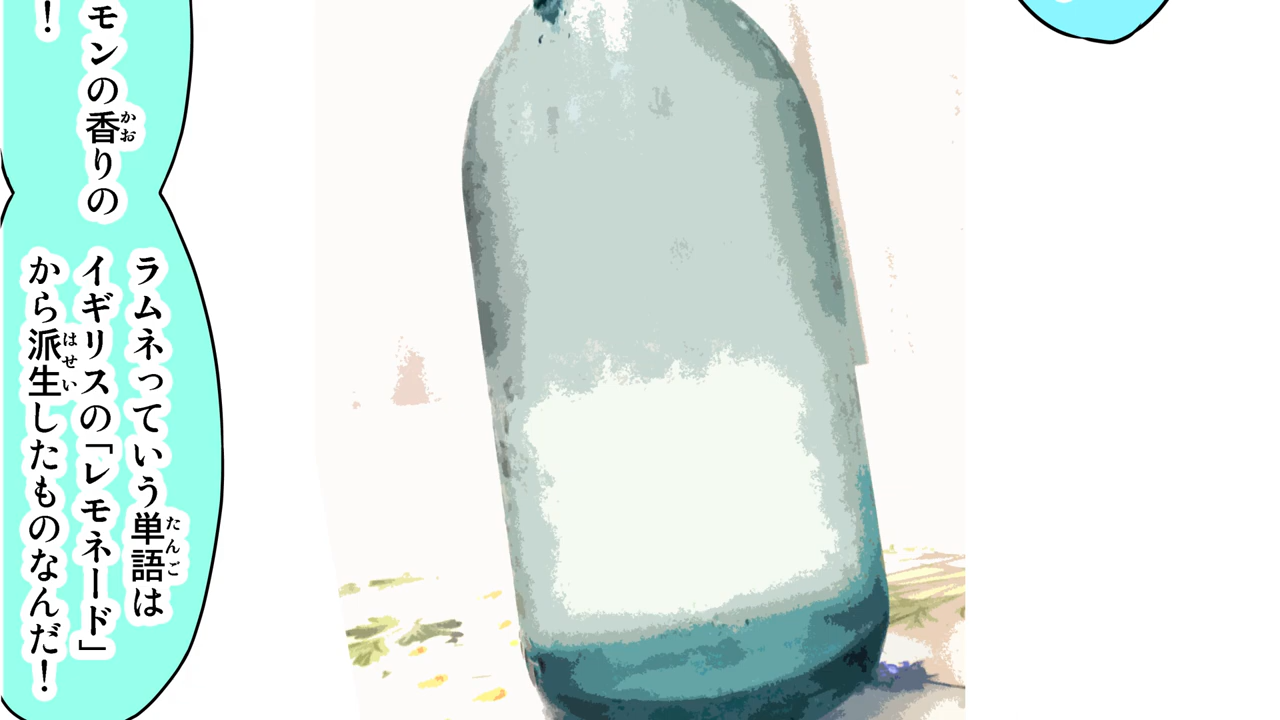 モンの香りの
！
ラムネっていう単語は
イギリスの「レモネード」
から派生したものなんだ！